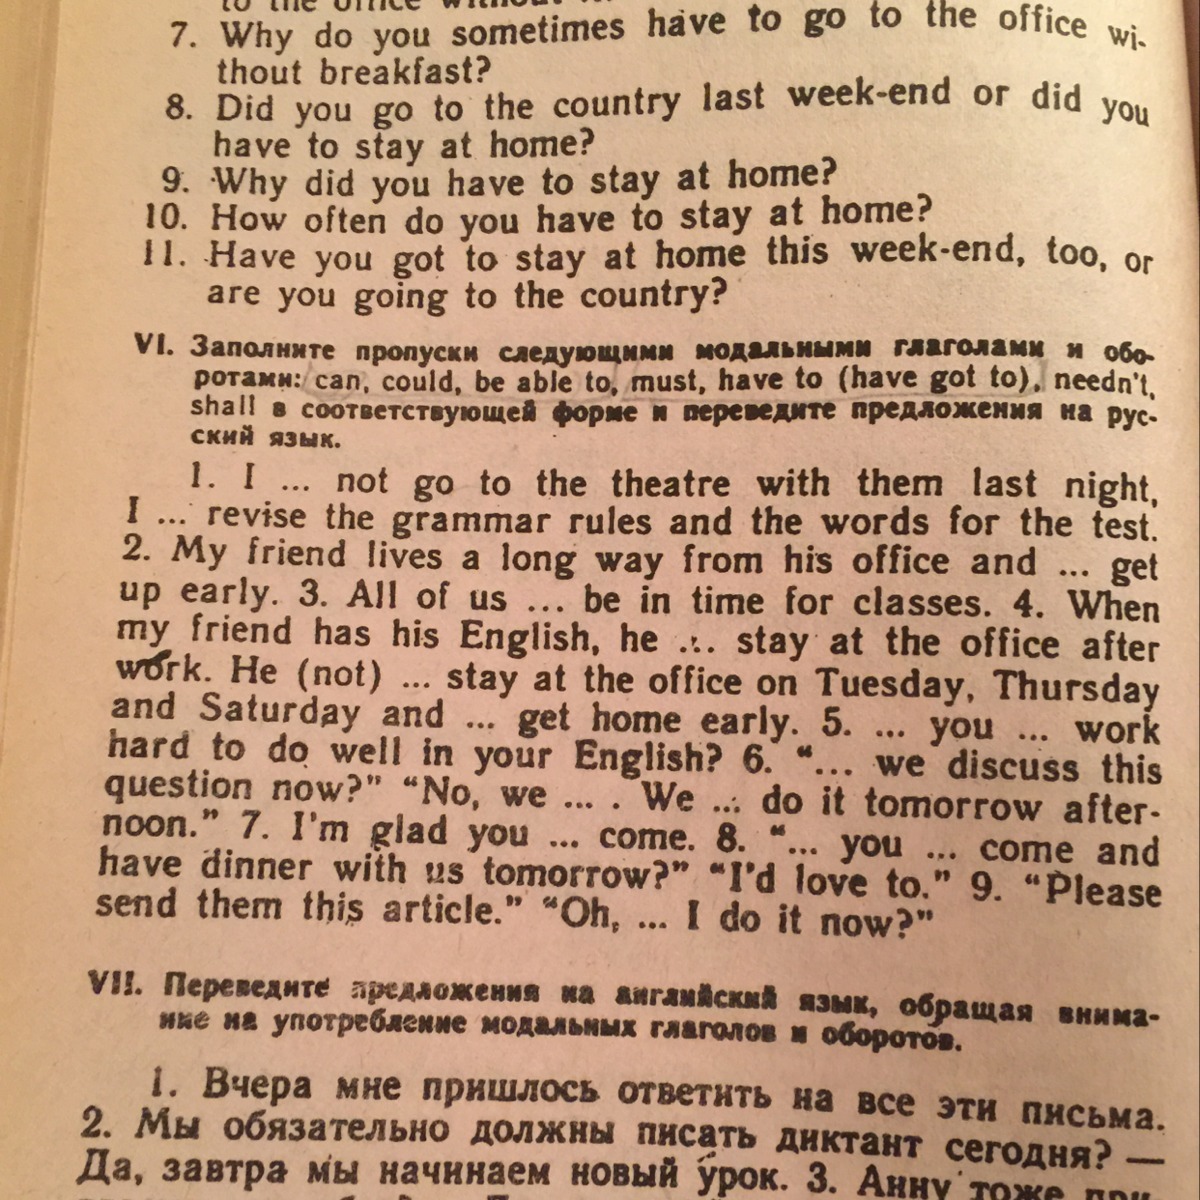 to the office without ...
7. Why do you sometimes have to go to the office wi-
thout breakfast?
8. Did you go to the country last week-end or did you
have to stay at home?
9. Why did you have to stay at home?
10. How often do you have to stay at home?
11. Have you got to stay at home this week-end, too, or
are you going to the country?
VI. Заполните пропуски следующими модальными глаголами и обо-
ротами: can, could, be able to, must, have to (have got to), needn't,
shall в соответствующей форме и переведите предложения на рус-
ский язык.
1. I ... not go to the theatre with them last night,
I ... revise the grammar rules and the words for the test.
2. My friend lives a long way from his office and ... get
up early. 3. All of us ... be in time for classes. 4. When
my friend has his English, he ... stay at the office after
work. He (not) ... stay at the office on Tuesday, Thursday
and Saturday and ... get home early. 5. ... you ... work
hard to do well in your English? 6. “... we discuss this
question now?” “No, we ... . We ... do it tomorrow after-
noon.” 7. I'm glad you ... come. 8. “... you ... come and
have dinner with us tomorrow?” “I'd love to.” 9. “Please
send them this article.” “Oh, ... I do it now?”
VII. Переведите предложения на английский язык, обращая внима-
ние на употребление модальных глаголов и оборотов.
1. Вчера мне пришлось ответить на все эти письма.
2. Мы обязательно должны писать диктант сегодня? —
Да, завтра мы начинаем новый урок. 3. Анну тоже